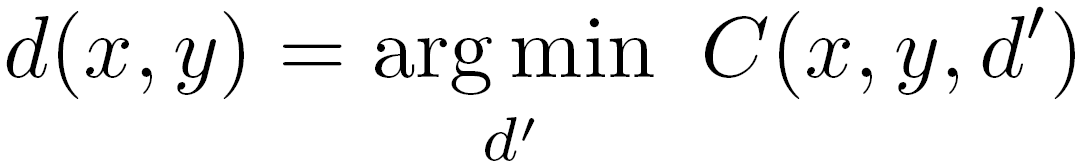 d(x, y) = arg min C(x, y, d′)
d′